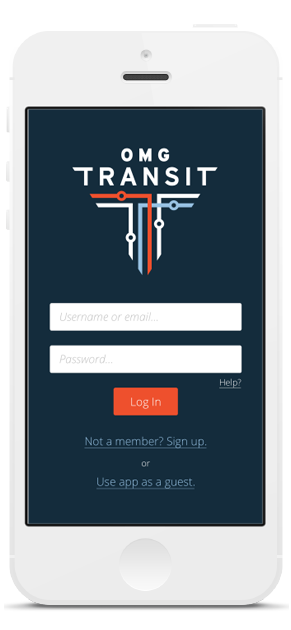 OMG
TRANSIT
Username or email...
Password...
Help?
Log In
Not a member? Sign up.
or
Use app as a guest.